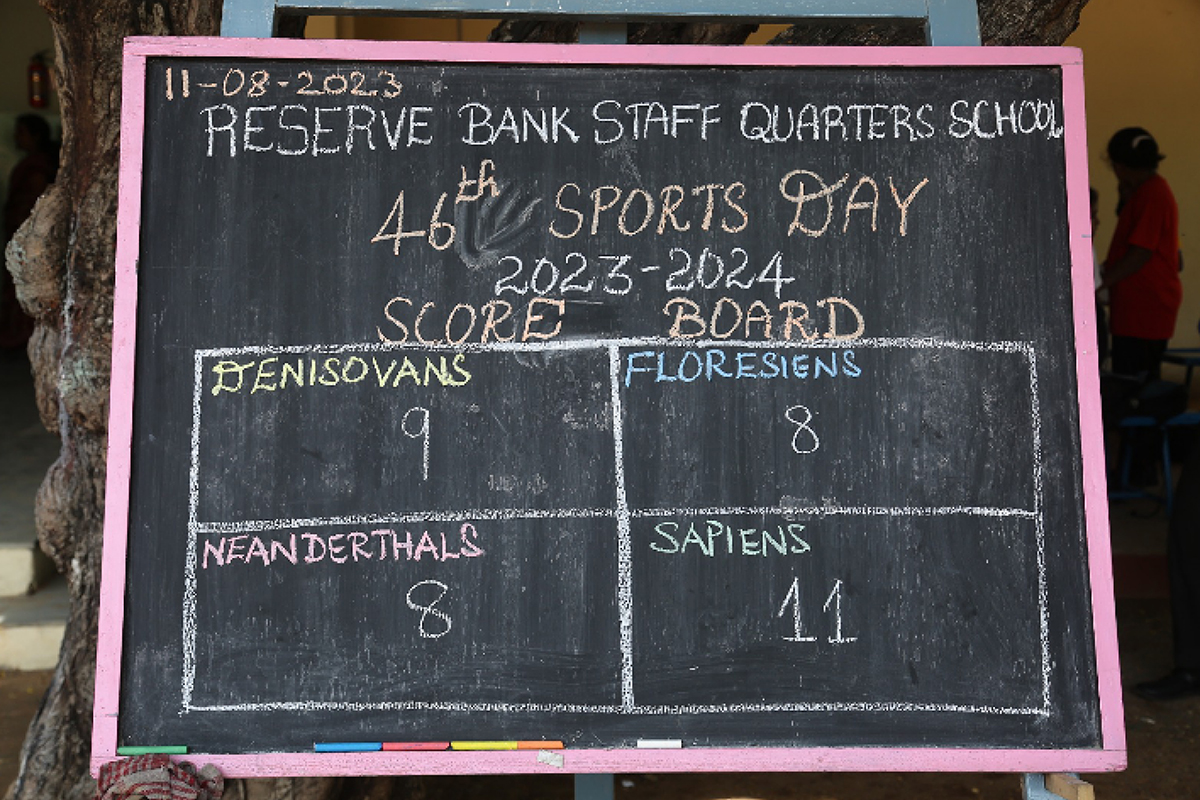 11-08-2023
RESERVE BANK STAFF QUARTERS SCHOOL
46th SPORTS DAY
2023-2024
SCORE BOARD
DENISOVANS
9
FLORESIENS
8
NEANDERTHALS
8
SAPIENS
11